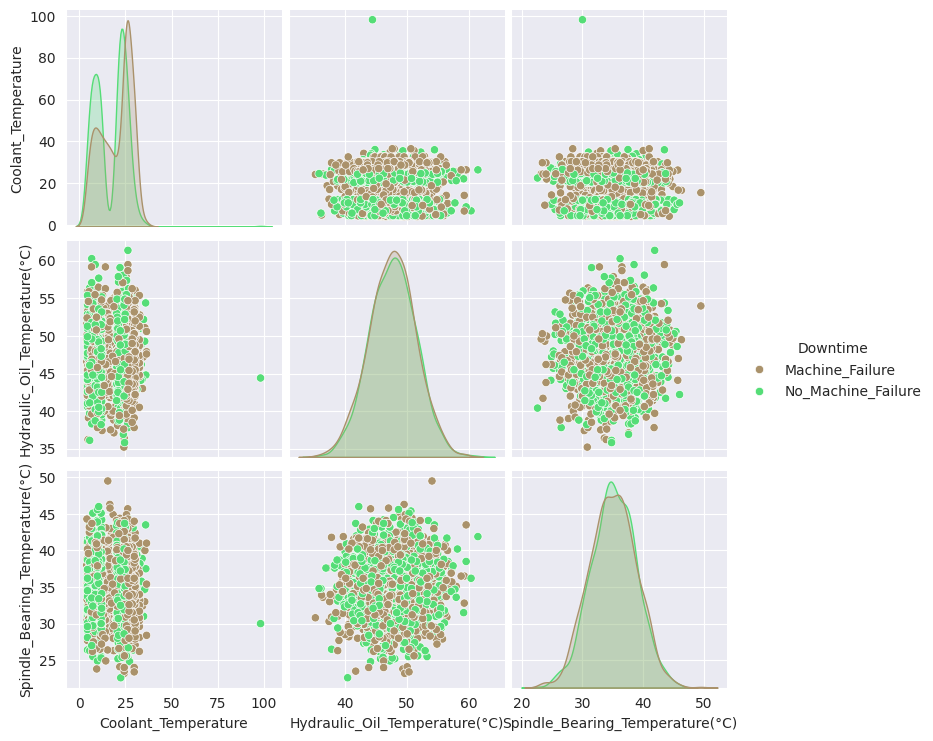 100
80
60
40
20
0
Coolant_Temperature
60
55
50
45
40
35
Hydraulic_Oil_Temperature(°C)
Downtime
Machine_Failure
No_Machine_Failure
50
45
40
35
30
25
Spindle_Bearing_Temperature(°C)
0 25 50 75 100
40 50 60
20 30 40 50
Coolant_Temperature
Hydraulic_Oil_Temperature(°C)
Spindle_Bearing_Temperature(°C)